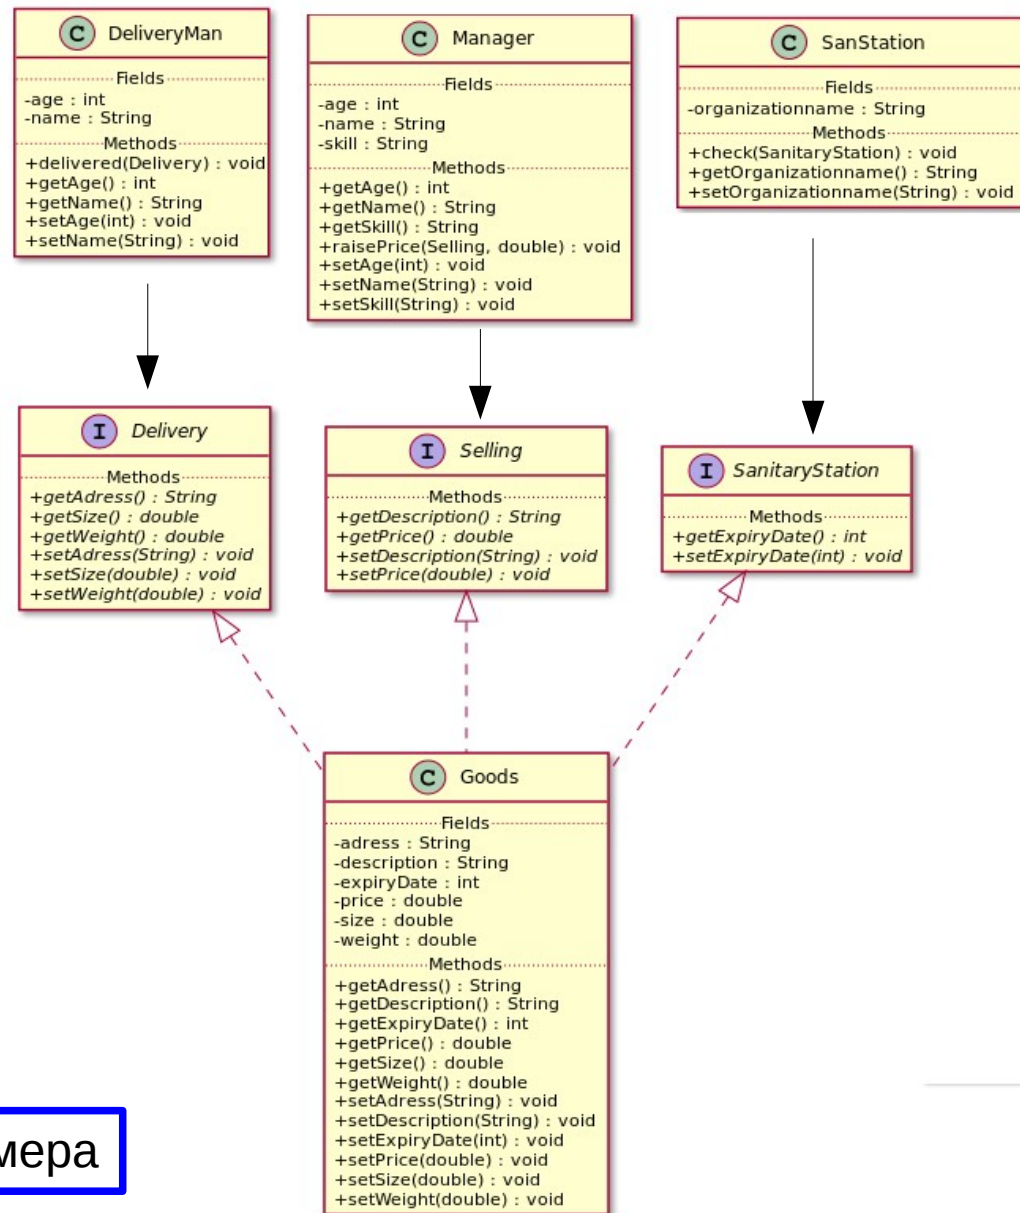 C DeliveryMan
Fields
-age : int
-name : String
Methods
+delivered(Delivery) : void
+getAge() : int
+getName() : String
+setAge(int) : void
+setName(String) : void
C Manager
Fields
-age : int
-name : String
-skill : String
Methods
+getAge() : int
+getName() : String
+getSkill() : String
+raisePrice(Selling, double) : void
+setAge(int) : void
+setName(String) : void
+setSkill(String) : void
C SanStation
Fields
-organizationname : String
Methods
+check(SanitaryStation) : void
+getOrganizationname() : String
+setOrganizationname(String) : void
I Delivery
Methods
+getAdress() : String
+getSize() : double
+getWeight() : double
+setAdress(String) : void
+setSize(double) : void
+setWeight(double) : void
I Selling
Methods
+getDescription() : String
+getPrice() : double
+setDescription(String) : void
+setPrice(double) : void
I SanitaryStation
Methods
+getExpiryDate() : int
+setExpiryDate(int) : void
C Goods
Fields
-adress : String
-description : String
-expiryDate : int
-price : double
-size : double
-weight : double
Methods
+getAdress() : String
+getDescription() : String
+getExpiryDate() : int
+getPrice() : double
+getSize() : double
+getWeight() : double
+setAdress(String) : void
+setDescription(String) : void
+setExpiryDate(int) : void
+setPrice(double) : void
+setSize(double) : void
+setWeight(double) : void